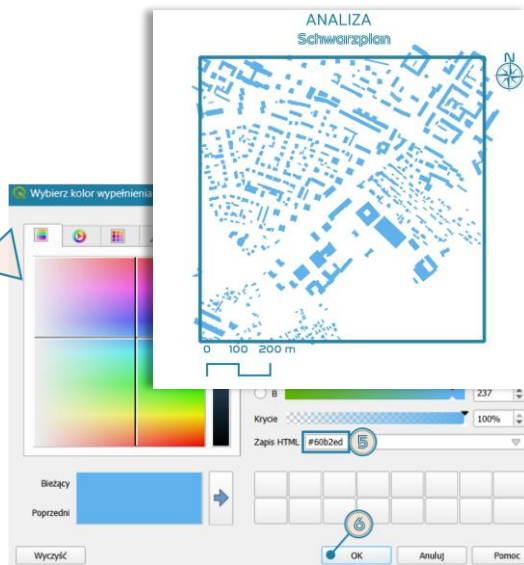 ANALIZA
Schwarzplan
N
0 100 200 m
Wybierz kolor wypełnienia
B 237
Krycie 100%
Zapis HTML #60b2ed 5
Bieżący
Poprzedni
6
Wyczyść OK Anuluj Pomoc